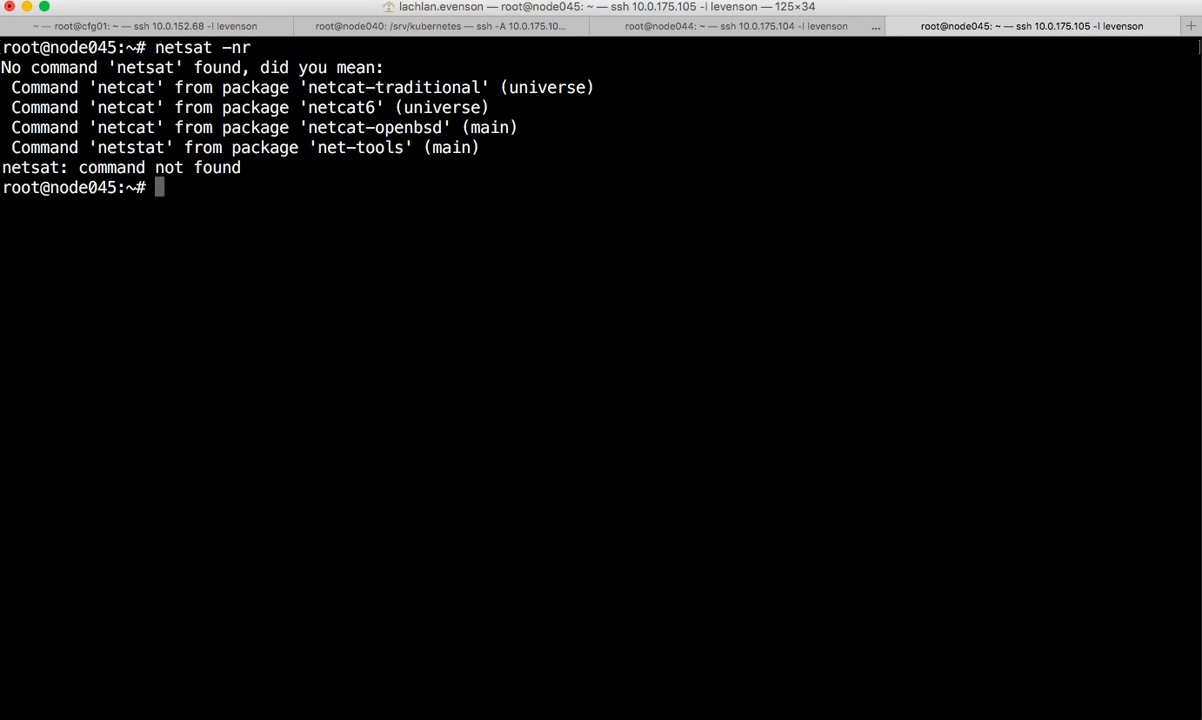 lachlan.evenson — root@node045: ~ — ssh 10.0.175.105 -l levenson — 125×34
~ — root@cfg01: ~ — ssh 10.0.152.68 -l levenson
root@node040: /srv/kubernetes — ssh -A 10.0.175.10...
root@node044: ~ — ssh 10.0.175.104 -l levenson ...
root@node045: ~ — ssh 10.0.175.105 -l levenson
[root@node045:~# netsat -nr ]
No command 'netsat' found, did you mean:
Command 'netcat' from package 'netcat-traditional' (universe)
Command 'netcat' from package 'netcat6' (universe)
Command 'netcat' from package 'netcat-openbsd' (main)
Command 'netstat' from package 'net-tools' (main)
netsat: command not found
root@node045:~#